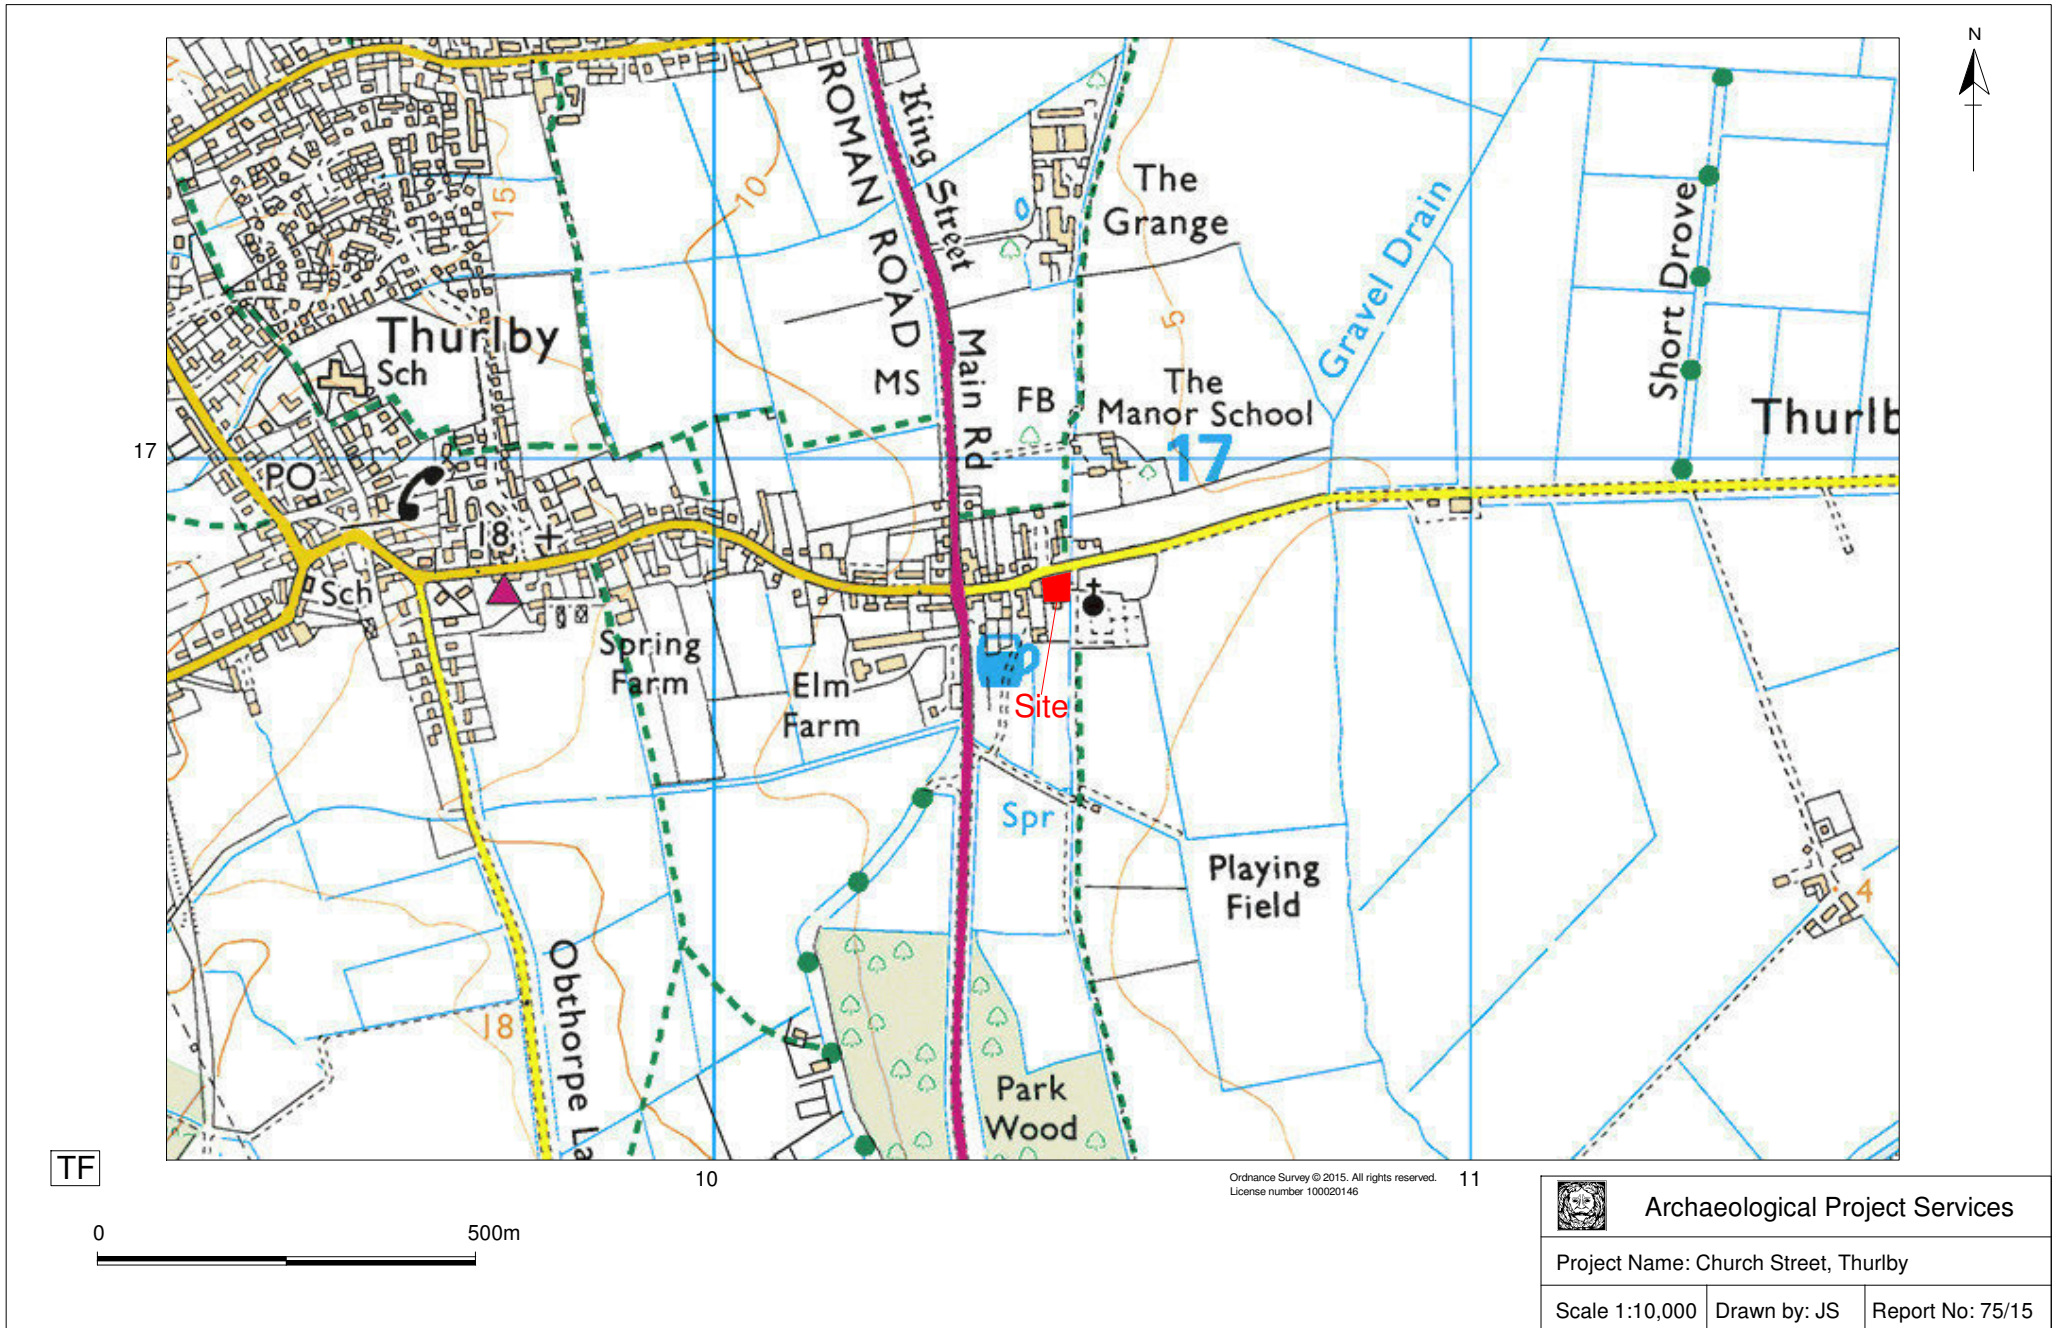 N
ROMAN ROAD
King Street
15
10
The
Grange
Gravel Drain
Short Drove
Thurlby
Sch
MS
Main Rd
FB
5
The
Manor School
Thurlb
17
17
PO
18
Sch
Spring
Farm
Elm
Farm
Site
Spr
Playing
Field
4
Obthorpe La
18
Park
Wood
TF
10
11
Ordnance Survey © 2015. All rights reserved.
License number 100020146
0
500m
Archaeological Project Services
Project Name: Church Street, Thurlby
Scale 1:10,000
Drawn by: JS
Report No: 75/15